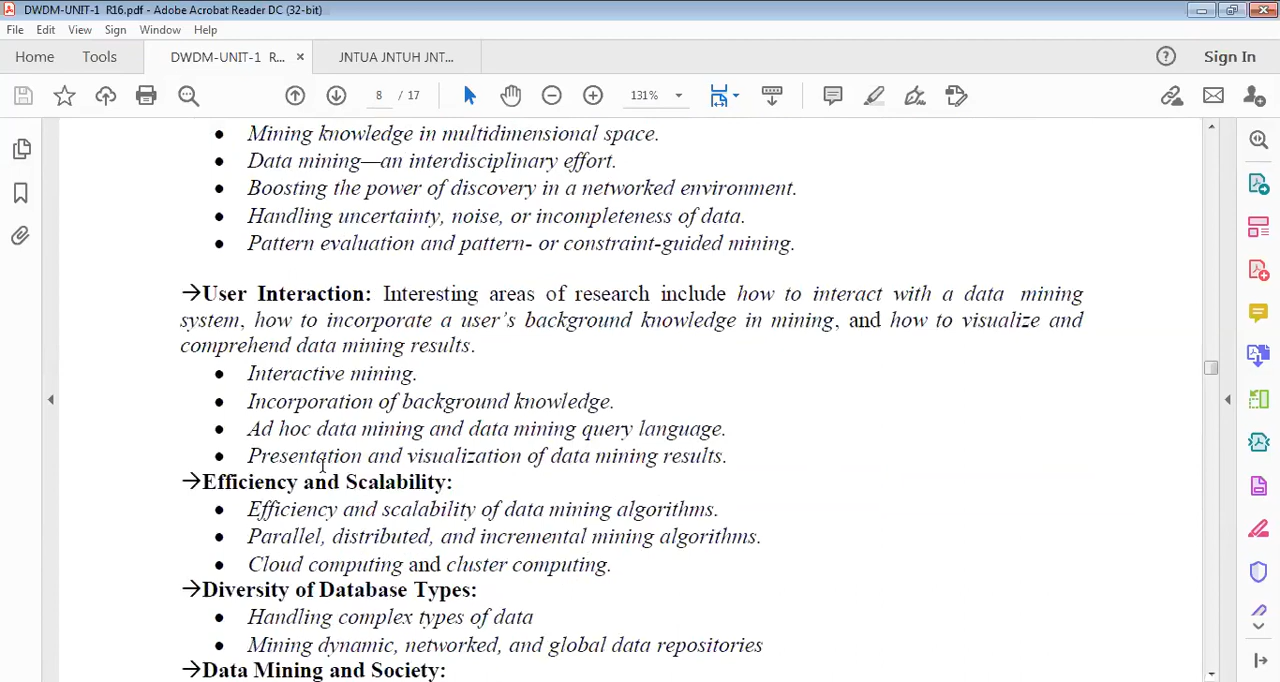 DWDM-UNIT-1 R16.pdf - Adobe Acrobat Reader DC (32-bit)
File Edit View Sign Window Help
Home Tools DWDM-UNIT-1 R... × JNTUA JNTUH JNT... Sign In
8 / 17 131%
• Mining knowledge in multidimensional space.
• Data mining—an interdisciplinary effort.
• Boosting the power of discovery in a networked environment.
• Handling uncertainty, noise, or incompleteness of data.
• Pattern evaluation and pattern- or constraint-guided mining.
→User Interaction: Interesting areas of research include how to interact with a data mining
system, how to incorporate a user’s background knowledge in mining, and how to visualize and
comprehend data mining results.
• Interactive mining.
• Incorporation of background knowledge.
• Ad hoc data mining and data mining query language.
• Presentation and visualization of data mining results.
→Efficiency and Scalability:
• Efficiency and scalability of data mining algorithms.
• Parallel, distributed, and incremental mining algorithms.
• Cloud computing and cluster computing.
→Diversity of Database Types:
• Handling complex types of data
• Mining dynamic, networked, and global data repositories
→Data Mining and Society: